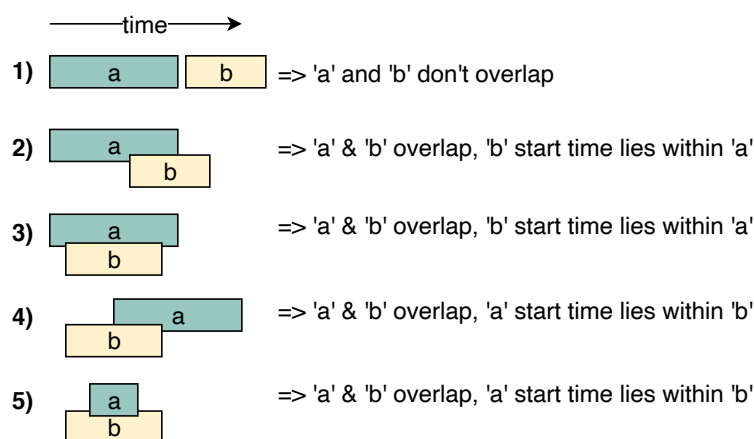 time
1) a b => 'a' and 'b' don't overlap
2) a b => 'a' & 'b' overlap, 'b' start time lies within 'a'
3) a b => 'a' & 'b' overlap, 'b' start time lies within 'a'
4) a b => 'a' & 'b' overlap, 'a' start time lies within 'b'
5) a b => 'a' & 'b' overlap, 'a' start time lies within 'b'